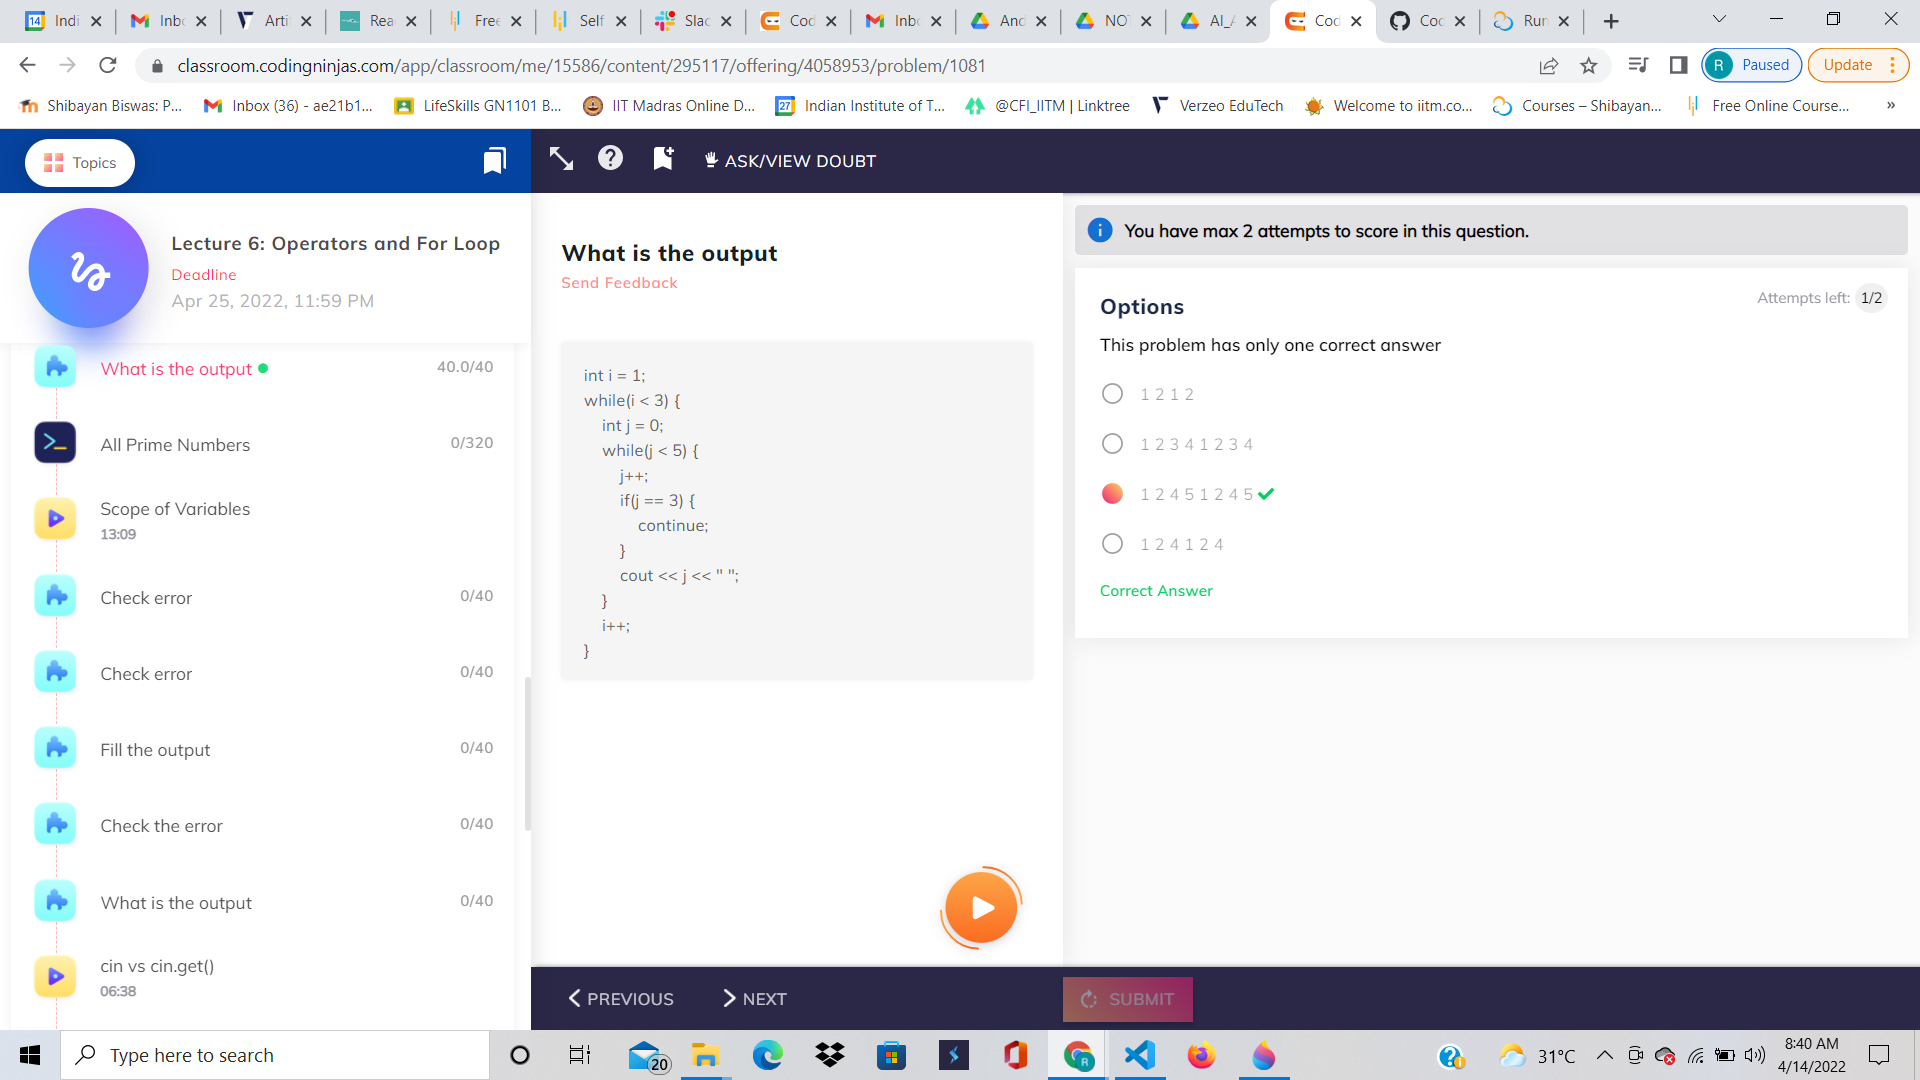 Indi
Inbo
Arti
Rea
Free
Self
Slac
Cod
Inbo
And
NOT
AI_A
Cod
Coc
Run
classroom.codingninjas.com/app/classroom/me/15586/content/295117/offering/4058953/problem/1081
R Paused
Update
Shibayan Biswas: P...
Inbox (36) - ae21b1...
LifeSkills GN1101 B...
IIT Madras Online D...
Indian Institute of T...
@CFI_IITM | Linktree
Verzeo EduTech
Welcome to iitm.co...
Courses – Shibayan...
Free Online Course...
»
Topics
ASK/VIEW DOUBT
Lecture 6: Operators and For Loop
Deadline
Apr 25, 2022, 11:59 PM
What is the output 40.0/40
All Prime Numbers 0/320
Scope of Variables
13:09
Check error 0/40
Check error 0/40
Fill the output 0/40
Check the error 0/40
What is the output 0/40
cin vs cin.get()
06:38
What is the output
Send Feedback
int i = 1;
while(i < 3) {
int j = 0;
while(j < 5) {
j++;
if(j == 3) {
continue;
}
cout << j << " ";
}
i++;
}
You have max 2 attempts to score in this question.
Options
Attempts left: 1/2
This problem has only one correct answer
1 2 1 2
1 2 3 4 1 2 3 4
1 2 4 5 1 2 4 5
1 2 4 1 2 4
Correct Answer
PREVIOUS
NEXT
SUBMIT
Type here to search
20
31°C
8:40 AM
4/14/2022